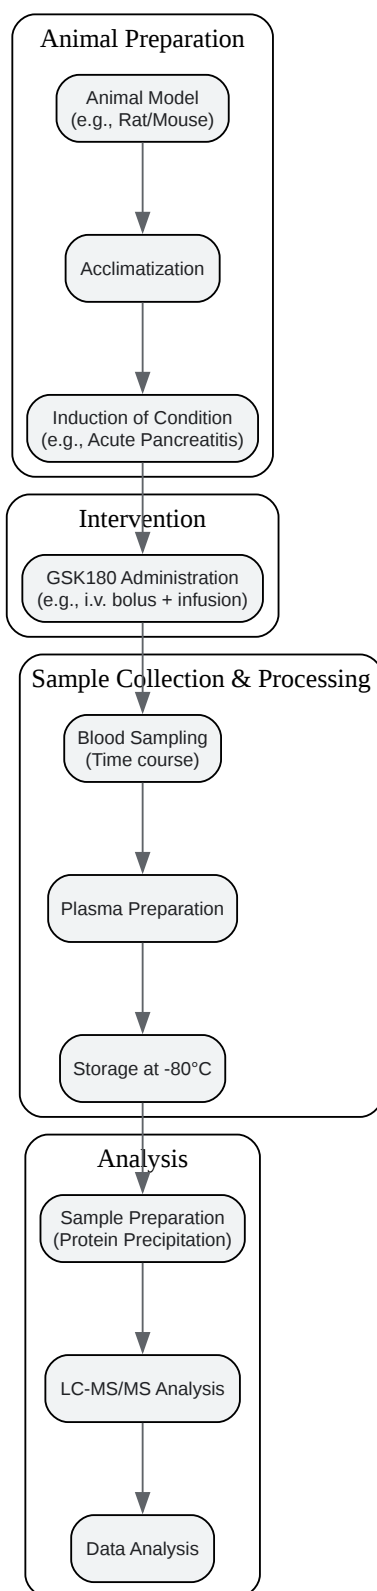 Animal Preparation
Animal Model
(e.g., Rat/Mouse)
Acclimatization
Induction of Condition
(e.g., Acute Pancreatitis)
Intervention
GSK180 Administration
(e.g., i.v. bolus + infusion)
Sample Collection & Processing
Blood Sampling
(Time course)
Plasma Preparation
Storage at -80°C
Analysis
Sample Preparation
(Protein Precipitation)
LC-MS/MS Analysis
Data Analysis